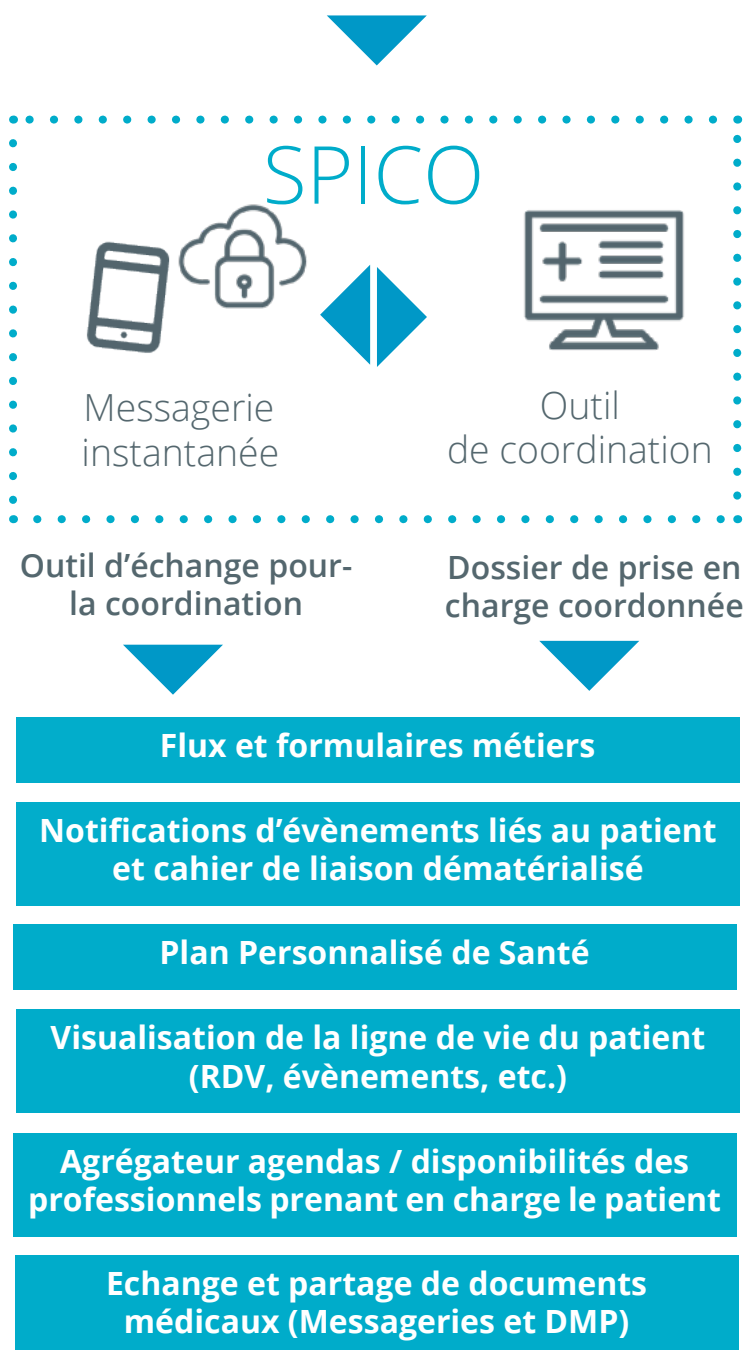 SPICO
Messagerie
instantanée
Outil
de coordination
Outil d’échange pour-
la coordination
Dossier de prise en
charge coordonnée
Flux et formulaires métiers
Notifications d’évènements liés au patient
et cahier de liaison dématérialisé
Plan Personnalisé de Santé
Visualisation de la ligne de vie du patient
(RDV, évènements, etc.)
Agrégateur agendas / disponibilités des
professionnels prenant en charge le patient
Echange et partage de documents
médicaux (Messageries et DMP)